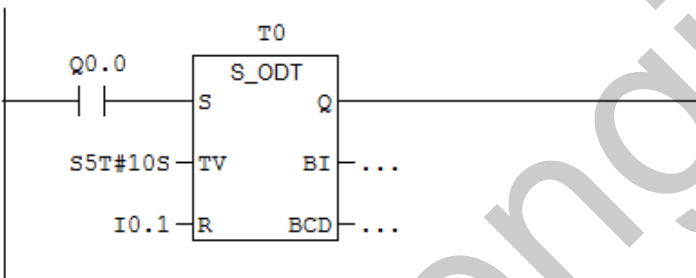 T0
Q0.0
S_ODT
S Q
S5T#10S TV BI ...
I0.1 R BCD ...